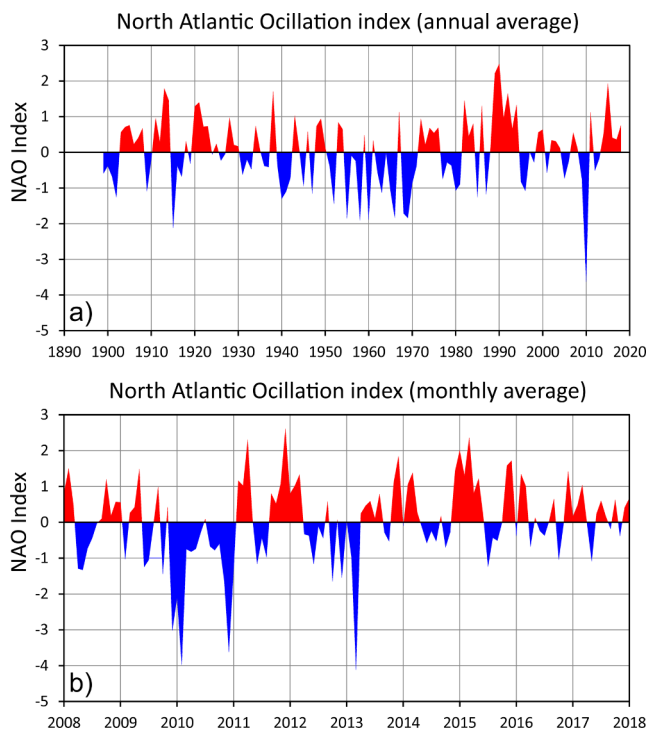 North Atlantic Ocillation index (annual average)
3
2
1
0
-1
-2
-3
-4
-5
NAO Index
a)
1890 1900 1910 1920 1930 1940 1950 1960 1970 1980 1990 2000 2010 2020
North Atlantic Ocillation index (monthly average)
3
2
1
0
-1
-2
-3
-4
-5
NAO Index
b)
2008 2009 2010 2011 2012 2013 2014 2015 2016 2017 2018